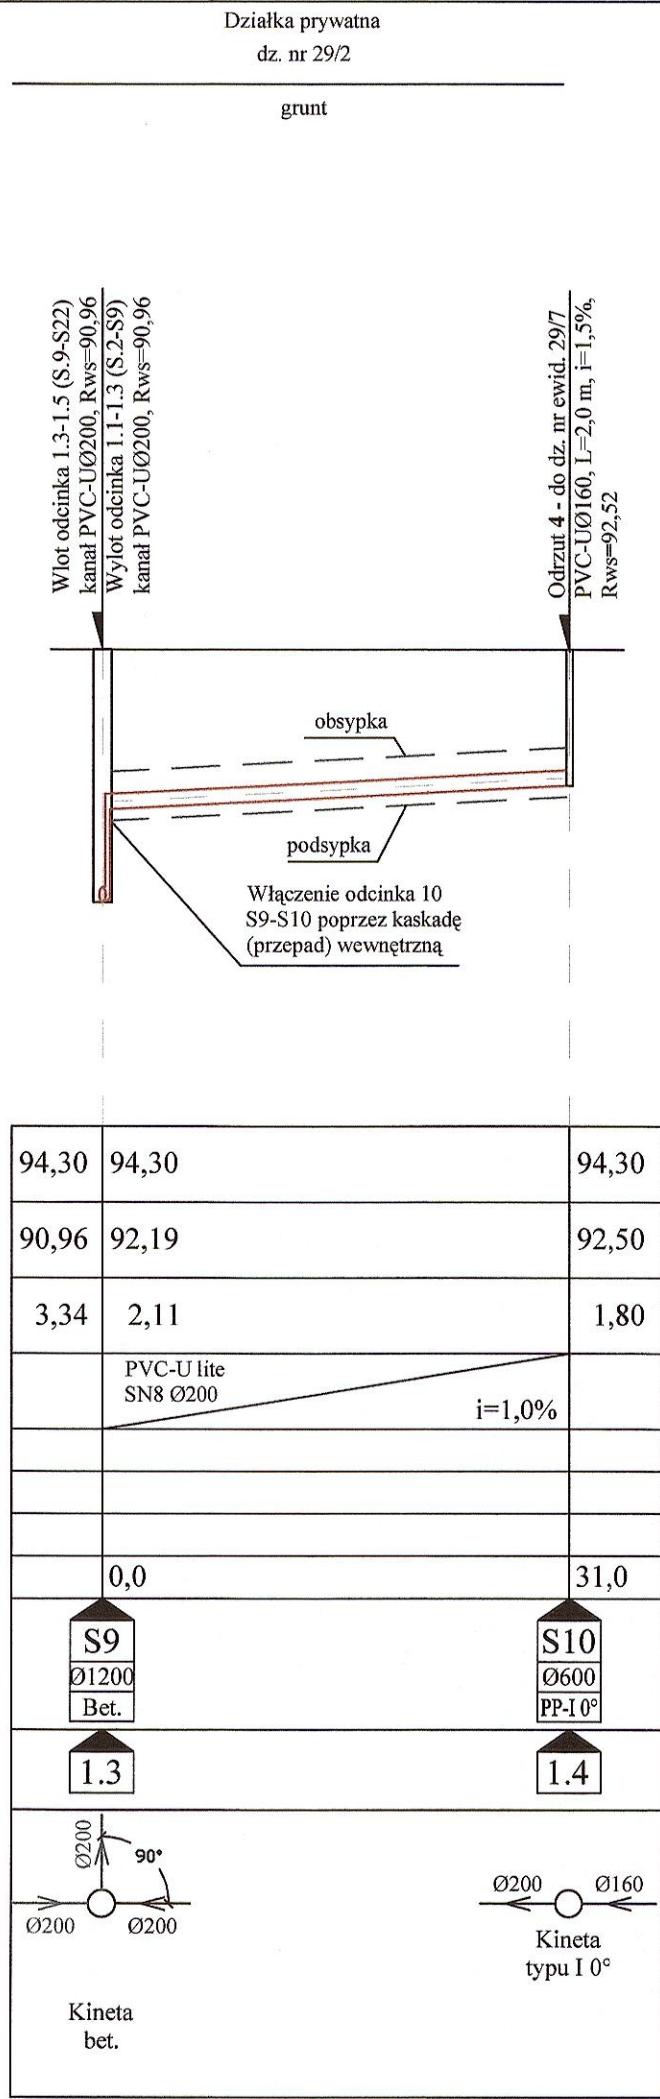 Działka prywatna
dz. nr 29/2
grunt
Wlot odcinka 1.3-1.5 (S.9-S22)
kanał PVC-UØ200, Rws=90,96
Wylot odcinka 1.1-1.3 (S.2-S9)
kanał PVC-UØ200, Rws=90,96
Odrzut 4 - do dz. nr ewid. 29/7
PVC-UØ160, L=2,0 m, i=1,5%,
Rws=92,52
obsypka
podsypka
Włączenie odcinka 10
S9-S10 poprzez kaskadę
(przepad) wewnętrzną
94,30 94,30 94,30
90,96 92,19 92,50
3,34 2,11 1,80
PVC-U lite
SN8 Ø200
i=1,0%
0,0 31,0
S9 S10
Ø1200 Ø600
Bet. PP-I 0°
1.3 1.4
Ø200
90°
Ø200 Ø200
Ø200 Ø160
Kineta
typu I 0°
Kineta
bet.